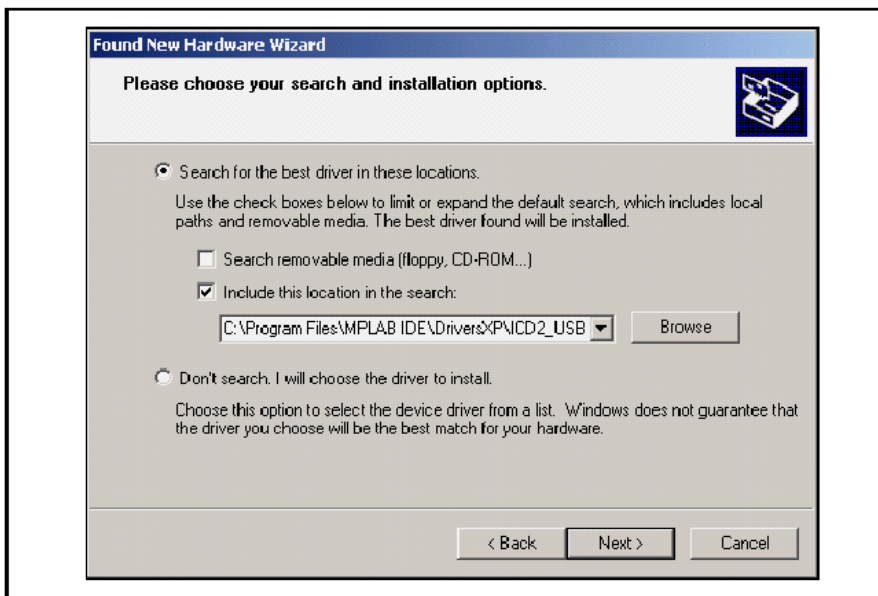 Found New Hardware Wizard
Please choose your search and installation options.
Search for the best driver in these locations.
Use the check boxes below to limit or expand the default search, which includes local
paths and removable media. The best driver found will be installed.
Search removable media (floppy, CD-ROM...)
Include this location in the search:
C:\Program Files\MPLAB IDE\DriversXP\ICD2_USB
Browse
Don't search. I will choose the driver to install.
Choose this option to select the device driver from a list. Windows does not guarantee that
the driver you choose will be the best match for your hardware.
< Back Next > Cancel